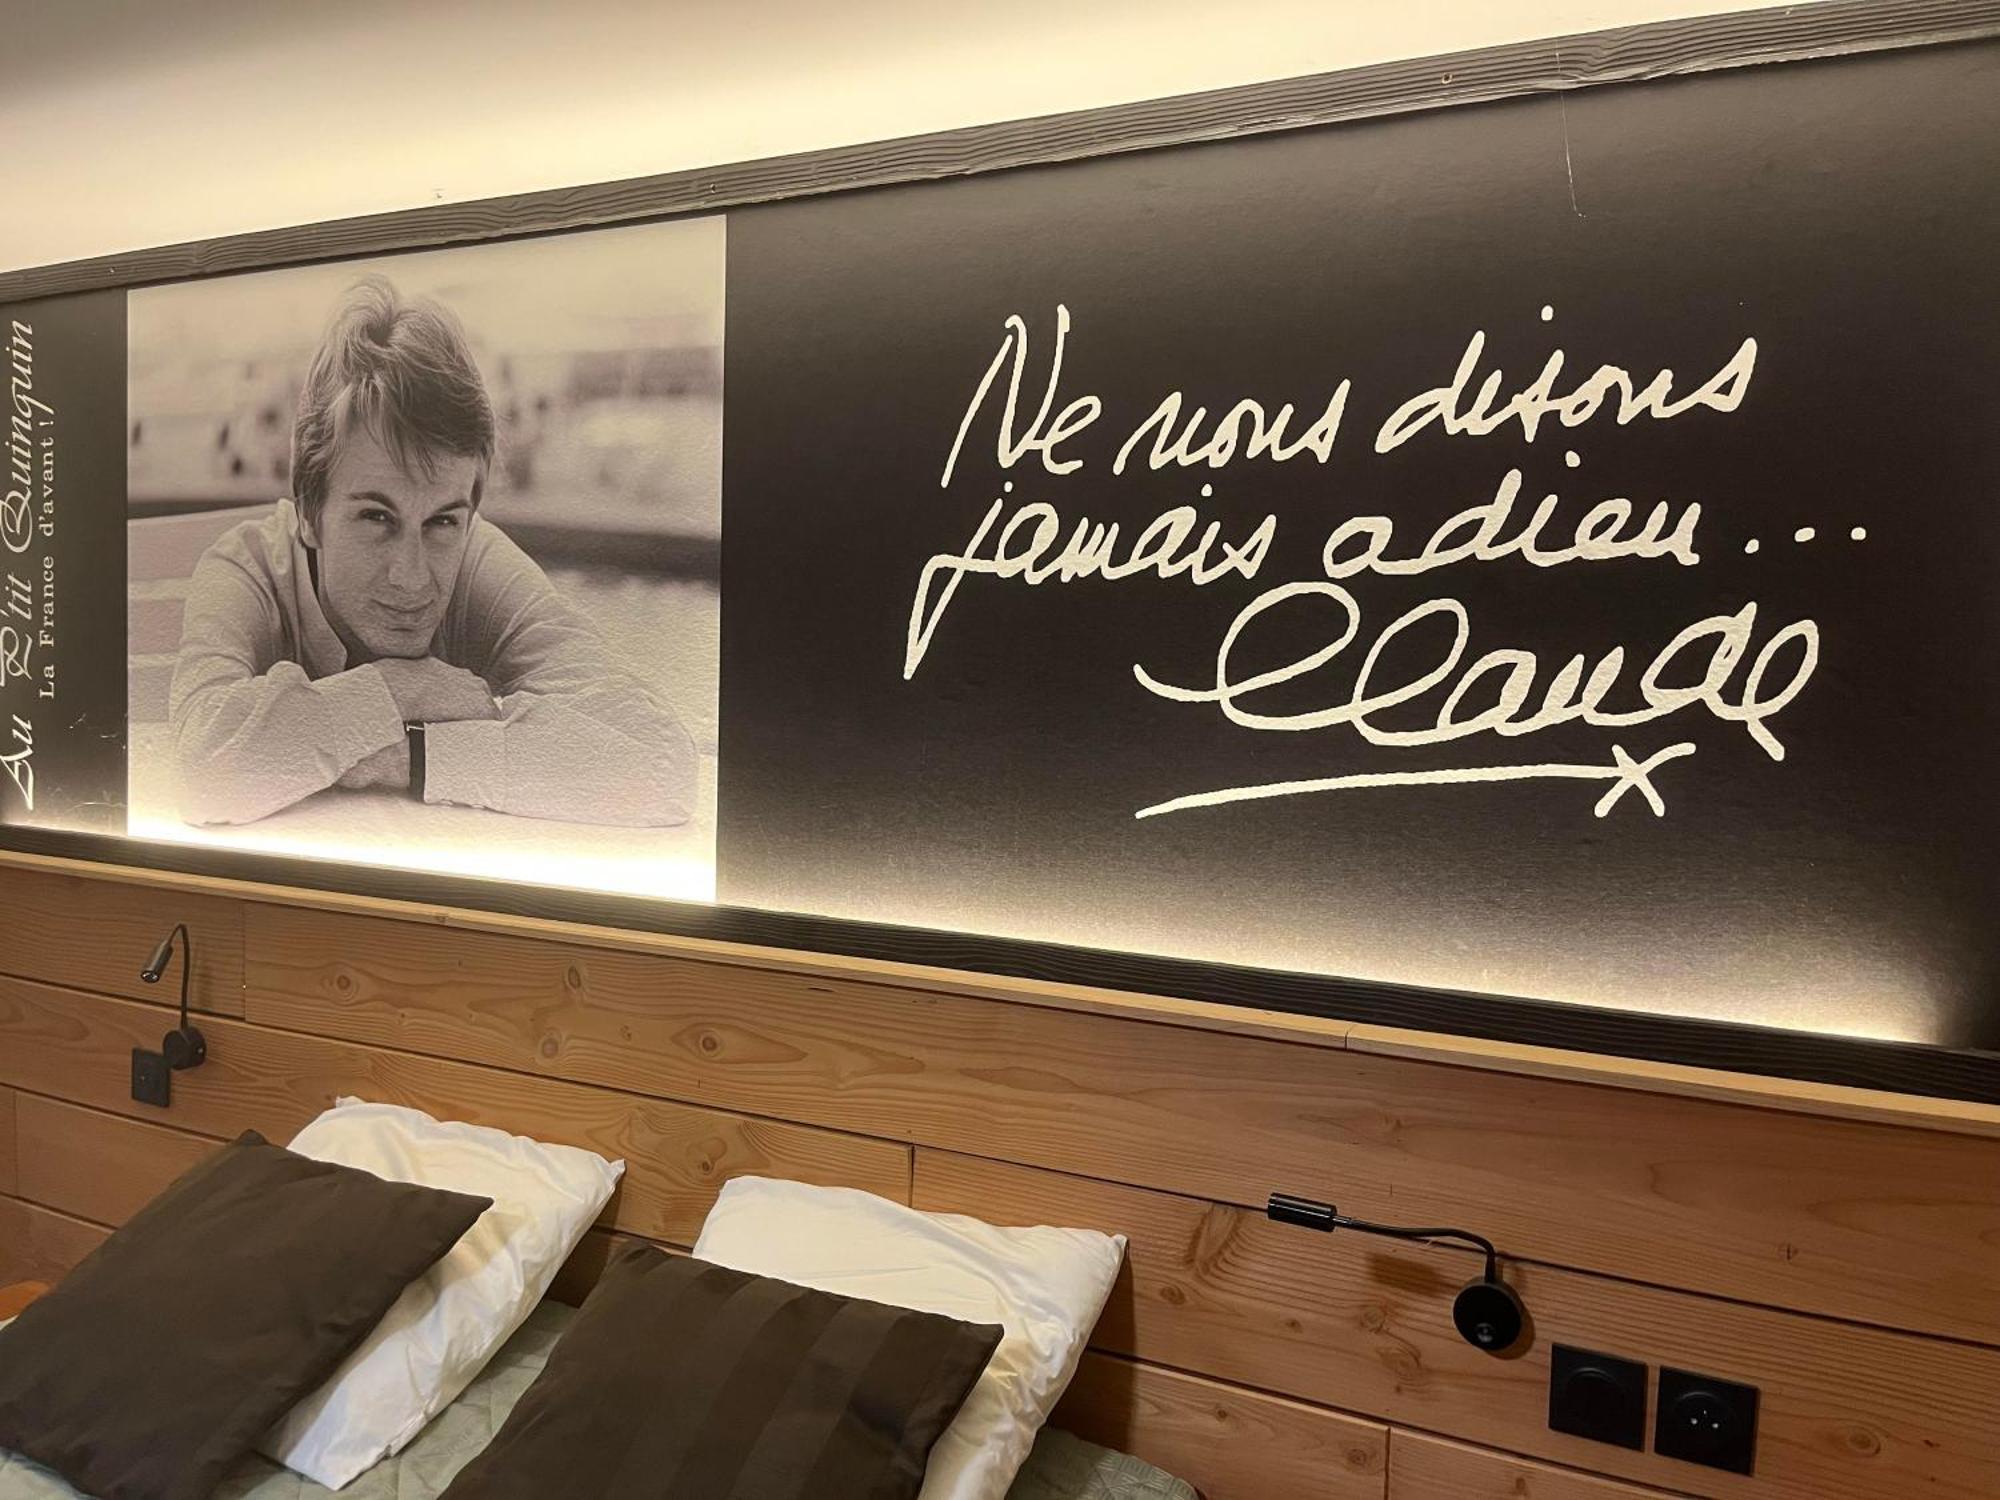 Au P'tit Quinquin
La France d'avant !
Ne nous disons
jamais adieu...
Claude
x